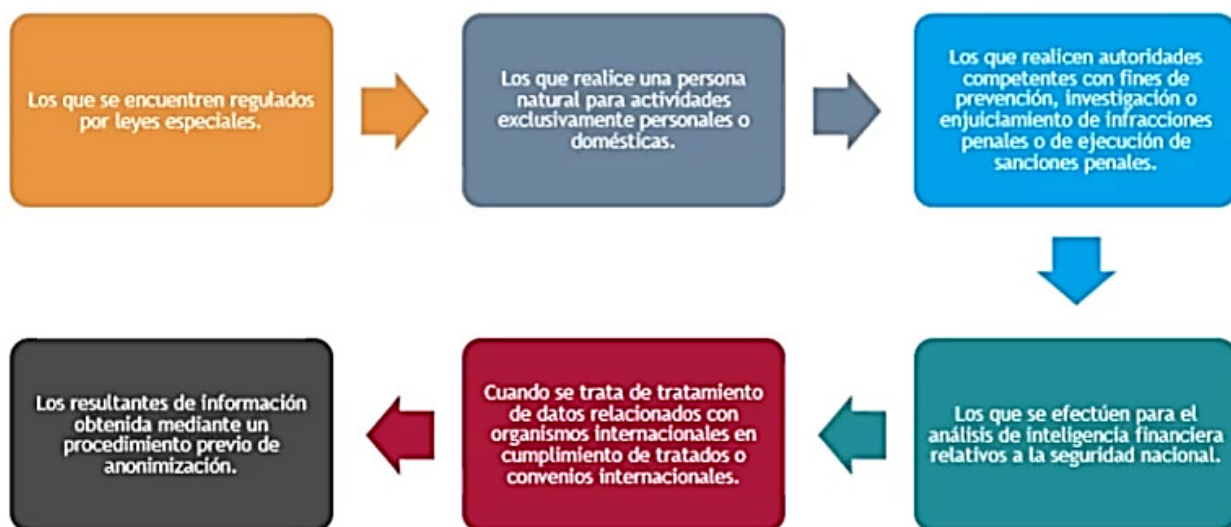 Los que se encuentren regulados
por leyes especiales.
Los que realice una persona
natural para actividades
exclusivamente personales o
domésticas.
Los que realicen autoridades
competentes con fines de
prevención, investigación o
enjuiciamiento de infracciones
penales o de ejecución de
sanciones penales.
Los que se efectúen para el
análisis de inteligencia financiera
relativos a la seguridad nacional.
Cuando se trata de tratamiento
de datos relacionados con
organismos internacionales en
cumplimiento de tratados o
convenios internacionales.
Los resultantes de información
obtenida mediante un
procedimiento previo de
anonimización.